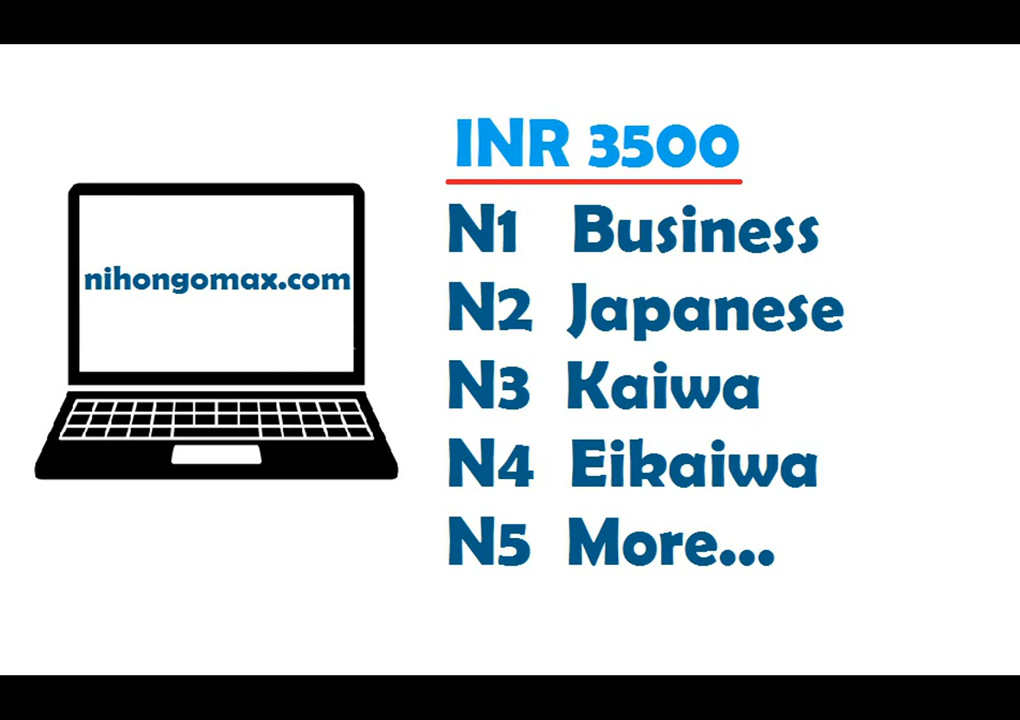 nihongomax.com
INR 3500
N1 Business
N2 Japanese
N3 Kaiwa
N4 Eikaiwa
N5 More...